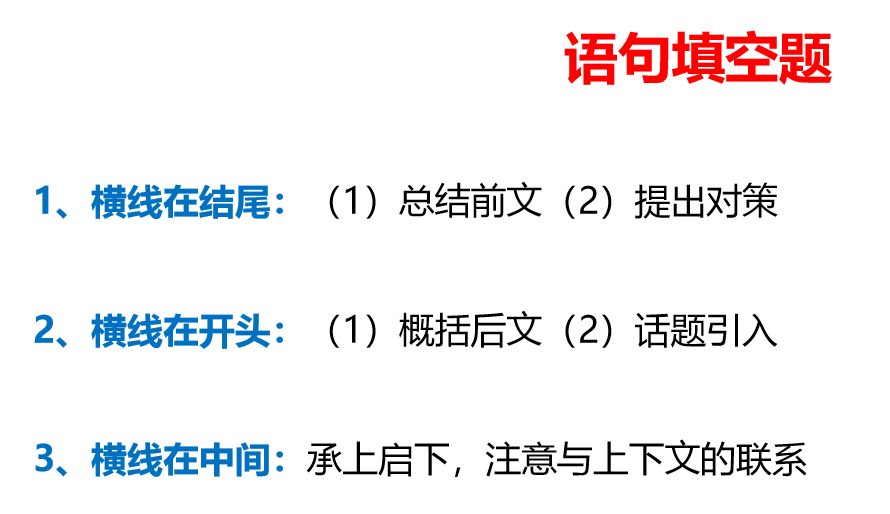 语句填空题
1、横线在结尾：（1）总结前文（2）提出对策
2、横线在开头：（1）概括后文（2）话题引入
3、横线在中间：承上启下，注意与上下文的联系